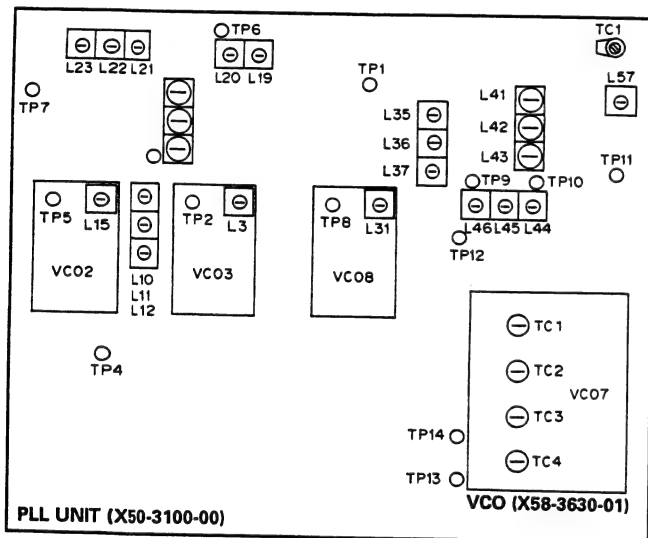 TP6
TC1
L23 L22 L21
L20 L19
TP7
TP1
L41
L57
L35
L42
L36
L43
L37
TP11
TP9
TP10
TP5
L15
TP2
L3
TP8
L31
L46 L45 L44
TP12
VCO2
L10
L11
L12
VCO3
VCO8
TC1
TP4
TC2
VCO7
TC3
TP14
TC4
TP13
VCO (X58-3630-01)
PLL UNIT (X50-3100-00)